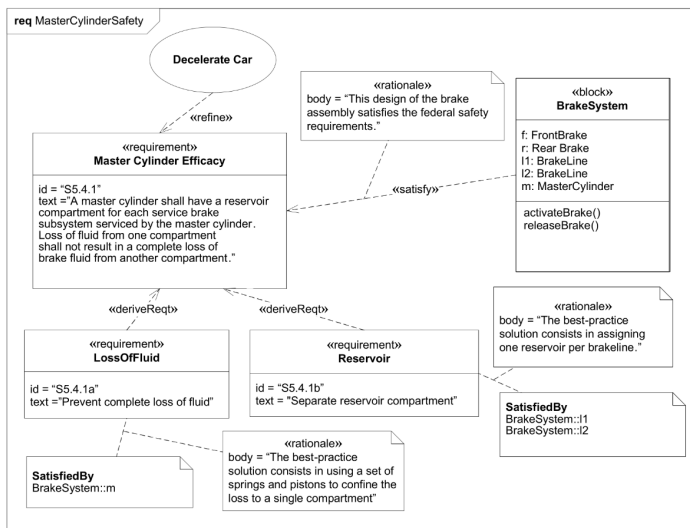 req MasterCylinderSafety
Decelerate Car
«refine»
«rationale»
body = “This design of the brake
assembly satisfies the federal safety
requirements.”
«block»
BrakeSystem
f: FrontBrake
r: Rear Brake
l1: BrakeLine
l2: BrakeLine
m: MasterCylinder
activateBrake()
releaseBrake()
«satisfy»
«requirement»
Master Cylinder Efficacy
id = “S5.4.1”
text =“A master cylinder shall have a reservoir
compartment for each service brake
subsystem serviced by the master cylinder.
Loss of fluid from one compartment
shall not result in a complete loss of
brake fluid from another compartment.”
«deriveReqt»
«deriveReqt»
«requirement»
LossOfFluid
id = “S5.4.1a”
text =“Prevent complete loss of fluid”
«requirement»
Reservoir
id = “S5.4.1b”
text = "Separate reservoir compartment”
«rationale»
body = “The best-practice
solution consists in assigning
one reservoir per brakeline.”
SatisfiedBy
BrakeSystem::l1
BrakeSystem::l2
«rationale»
body = “The best-practice
solution consists in using a set of
springs and pistons to confine the
loss to a single compartment”
SatisfiedBy
BrakeSystem::m